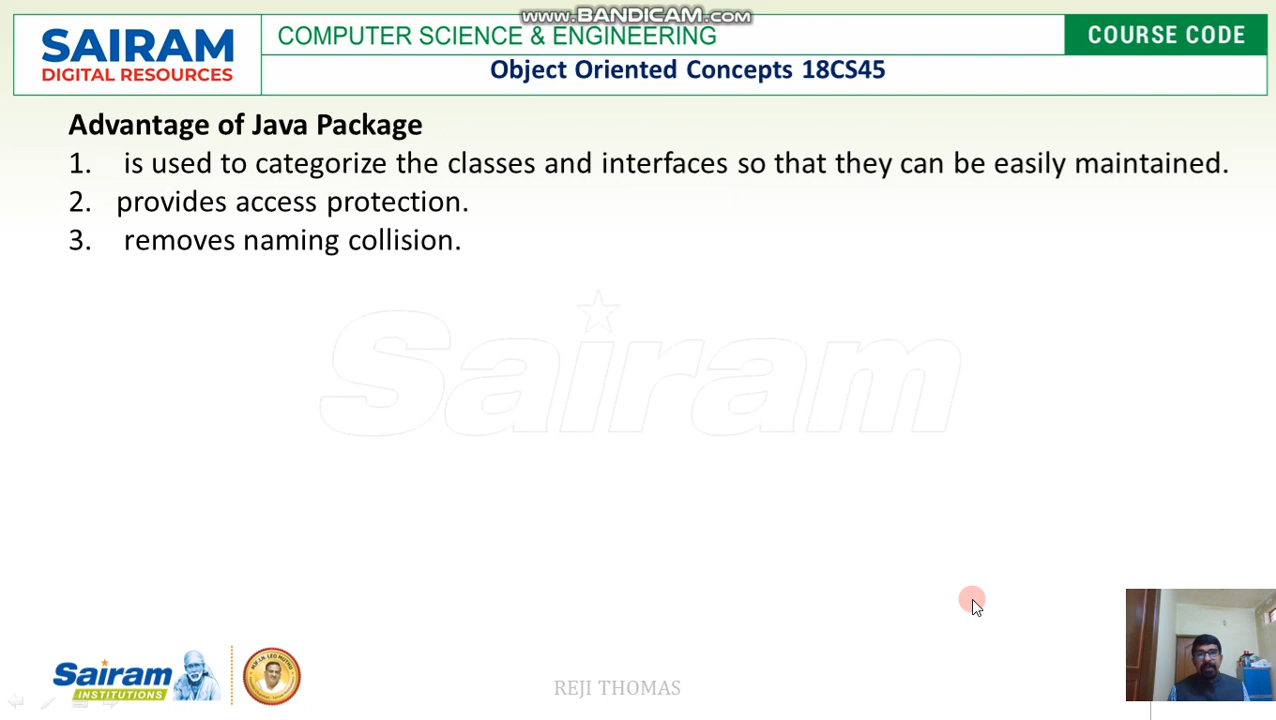 www.BANDICAM.com
SAIRAM
DIGITAL RESOURCES
COMPUTER SCIENCE & ENGINEERING
COURSE CODE
Object Oriented Concepts 18CS45
Advantage of Java Package
1. is used to categorize the classes and interfaces so that they can be easily maintained.
2. provides access protection.
3. removes naming collision.
Sairam
Sairam
INSTITUTIONS
REJI THOMAS